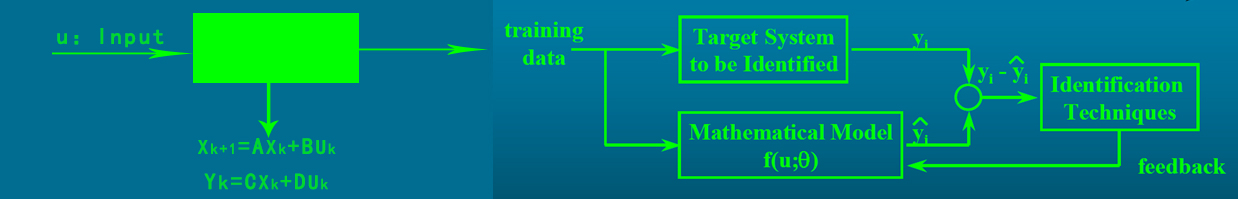 u: Input
Xk+1=AXk+BUk
Yk=CXk+DUk
training
data
Target System
to be Identified
yi
Mathematical Model
f(u;θ)
ŷi
yi - ŷi
Identification
Techniques
feedback